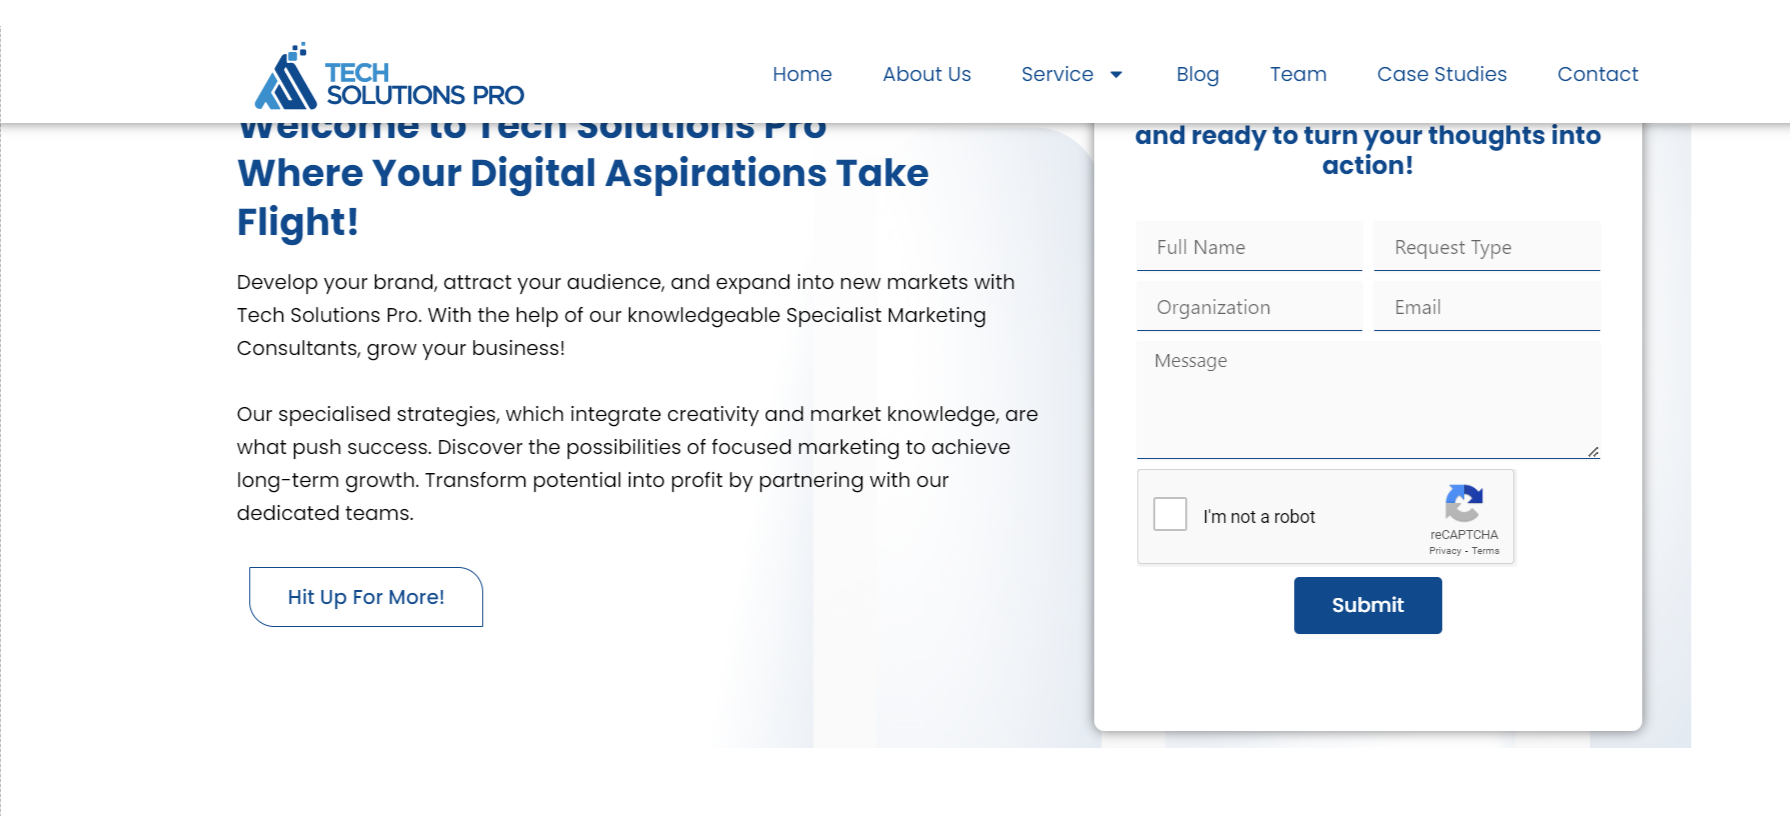 TECH
SOLUTIONS PRO
Home About Us Service Blog Team Case Studies Contact
Welcome to Tech Solutions Pro
Where Your Digital Aspirations Take
Flight!
Develop your brand, attract your audience, and expand into new markets with
Tech Solutions Pro. With the help of our knowledgeable Specialist Marketing
Consultants, grow your business!
Our specialised strategies, which integrate creativity and market knowledge, are
what push success. Discover the possibilities of focused marketing to achieve
long-term growth. Transform potential into profit by partnering with our
dedicated teams.
Hit Up For More!
and ready to turn your thoughts into
action!
Full Name Request Type
Organization Email
Message
I'm not a robot
reCAPTCHA
Privacy - Terms
Submit